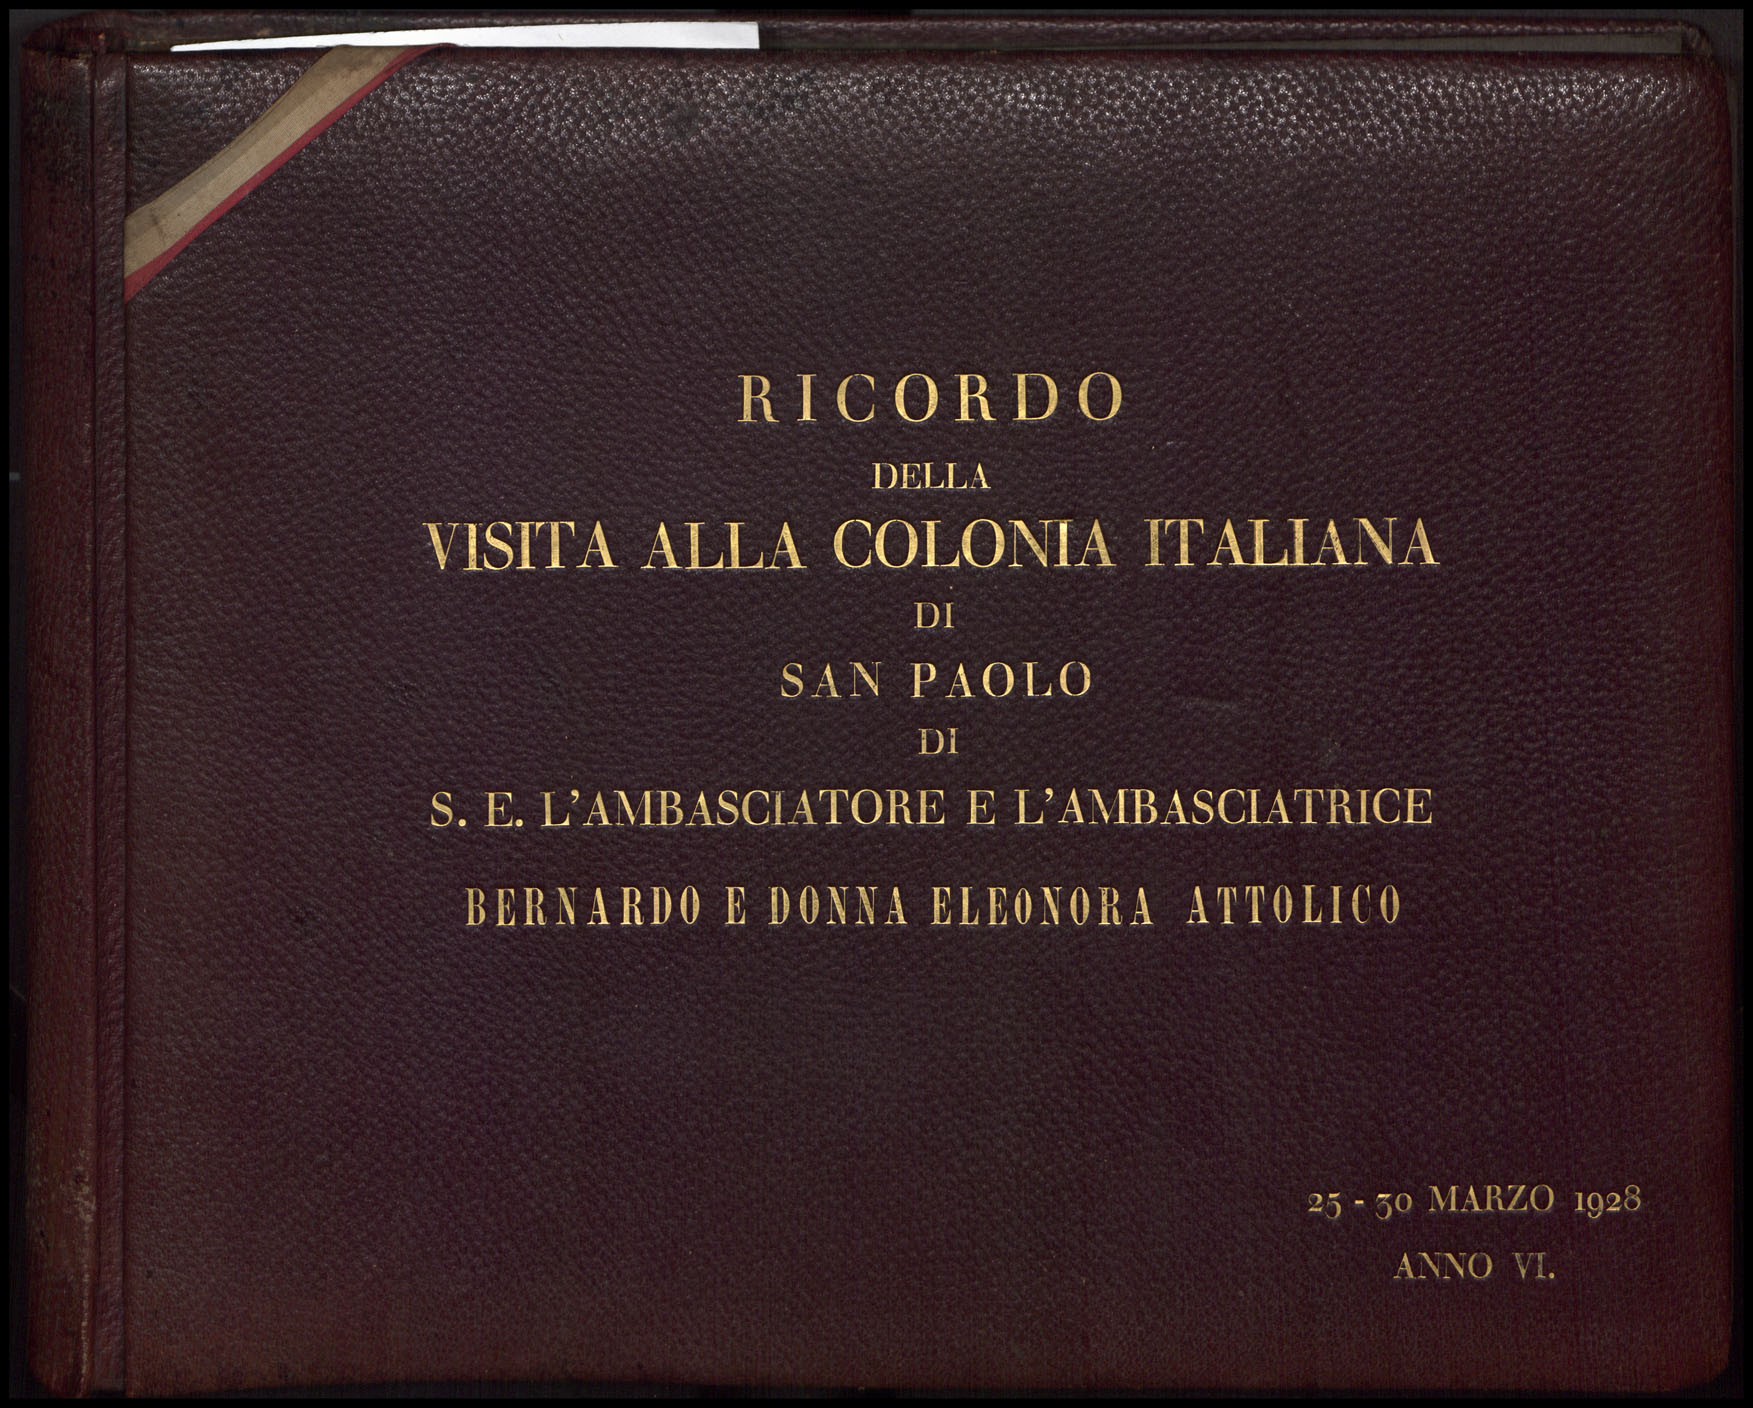 RICORDO
DELLA
VISITA ALLA COLONIA ITALIANA
DI
SAN PAOLO
DI
S. E. L'AMBASCIATORE E L'AMBASCIATRICE
BERNARDO E DONNA ELEONORA ATTOLICO
25 - 30 MARZO 1928
ANNO VI.